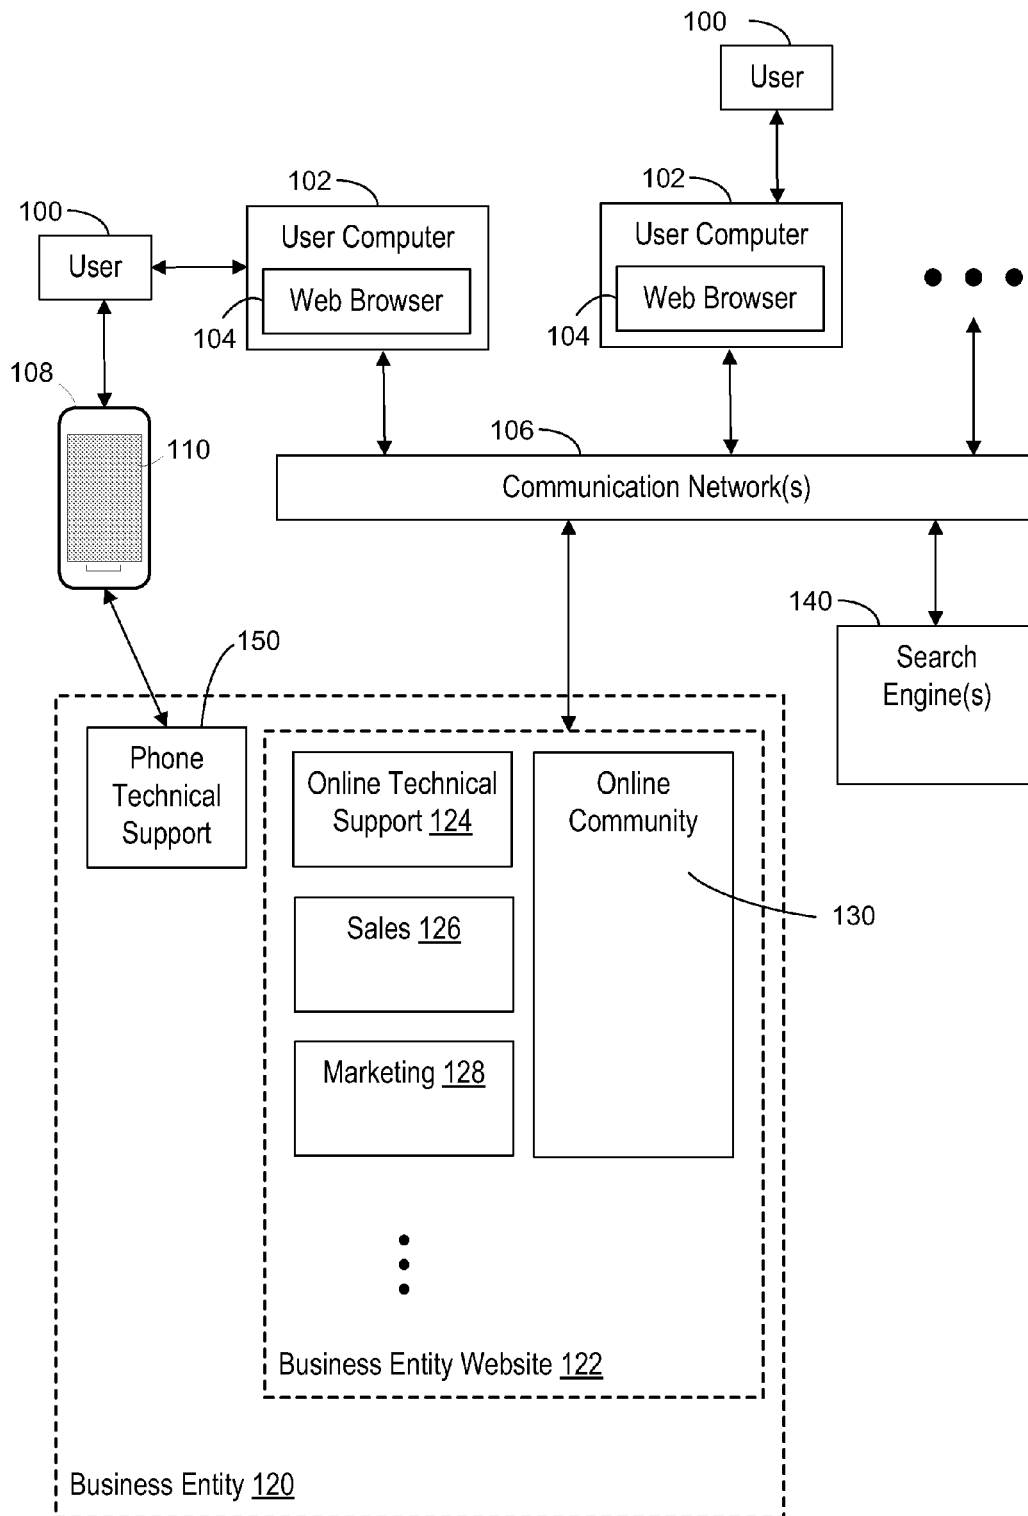 100
User
102
User Computer
Web Browser
104
100
User
102
User Computer
Web Browser
104
108
110
106
Communication Network(s)
140
Search
Engine(s)
150
Phone
Technical
Support
Online Technical
Support 124
Online
Community
130
Sales 126
Marketing 128
Business Entity Website 122
Business Entity 120